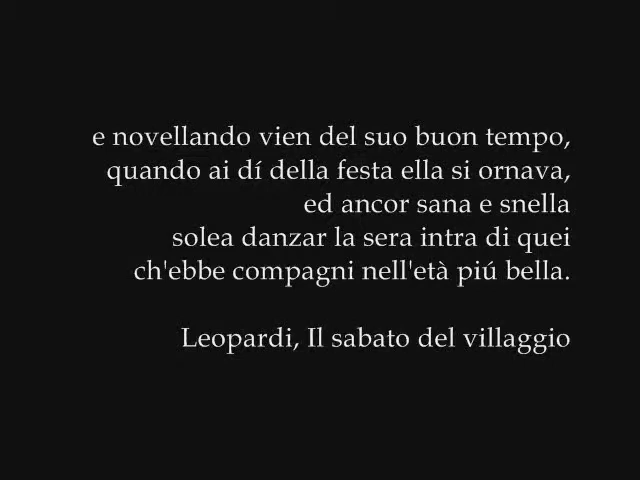 e novellando vien del suo buon tempo,
quando ai dí della festa ella si ornava,
ed ancor sana e snella
solea danzar la sera intra di quei
ch'ebbe compagni nell'età piú bella.
Leopardi, Il sabato del villaggio